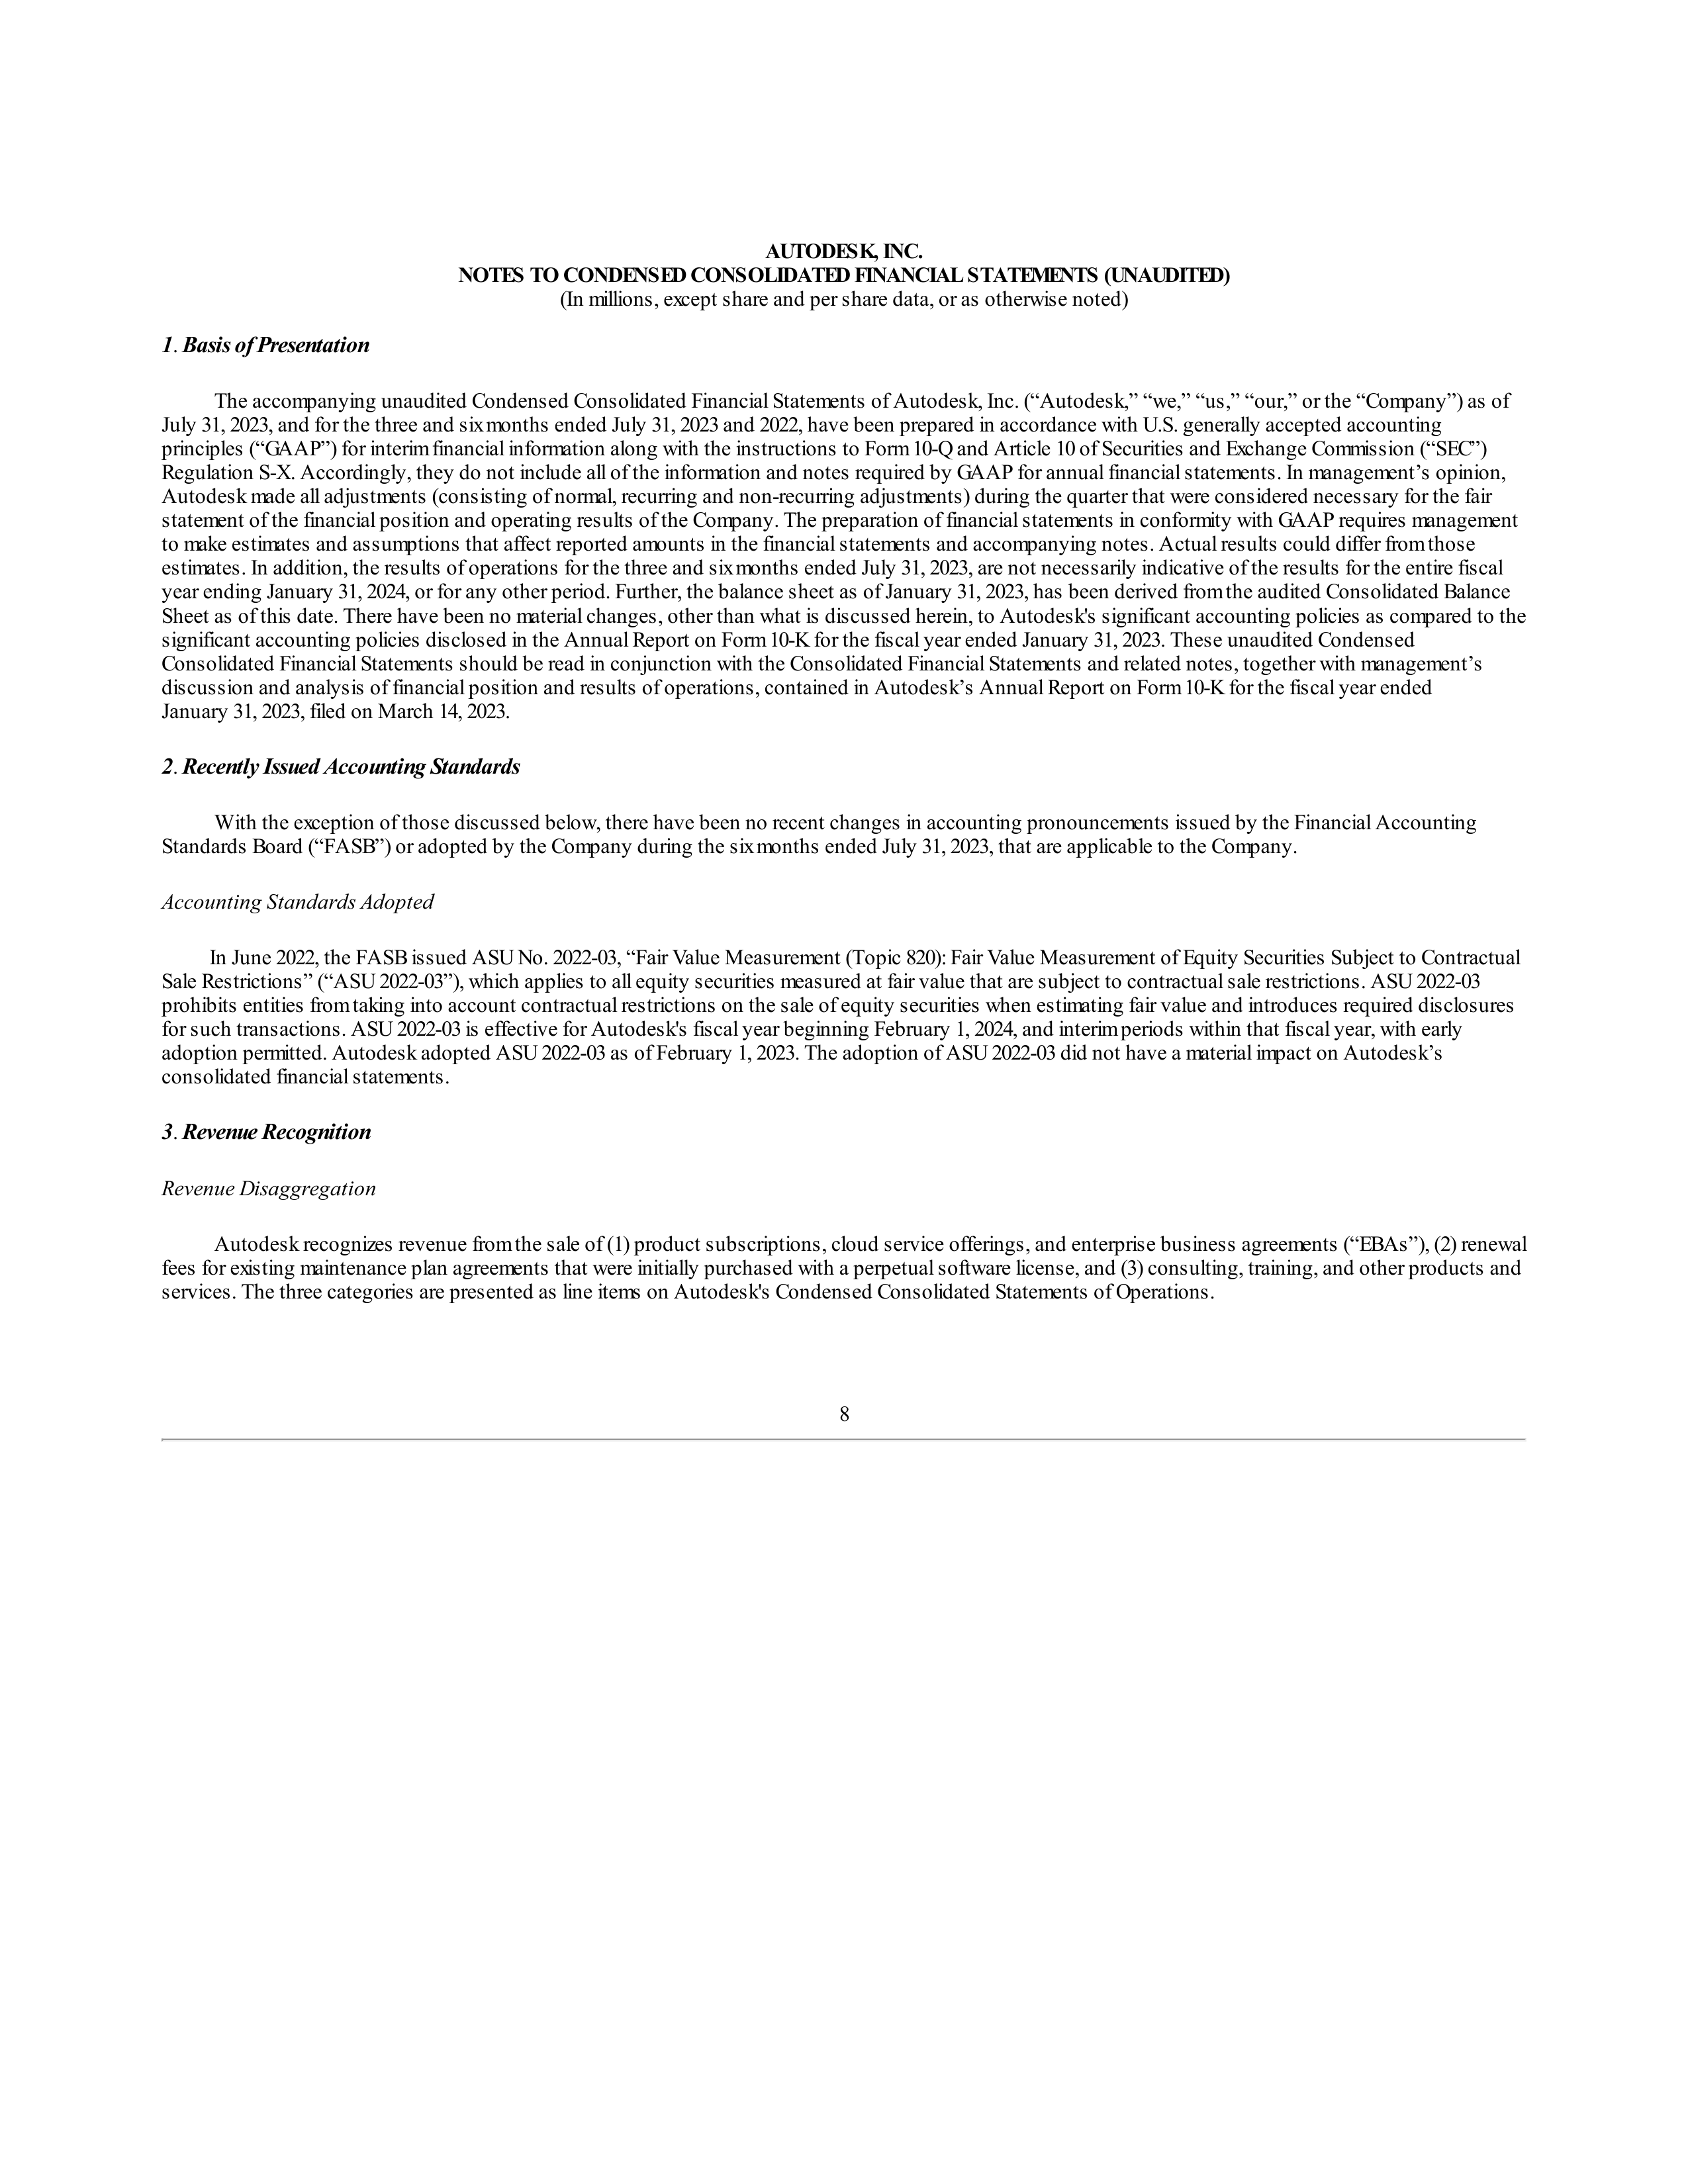 AUTODESK, INC.
NOTES TO CONDENSED CONSOLIDATED FINANCIAL STATEMENTS (UNAUDITED)
(In millions, except share and per share data, or as otherwise noted)
1. Basis of Presentation
The accompanying unaudited Condensed Consolidated Financial Statements of Autodesk, Inc. (“Autodesk,” “we,” “us,” “our,” or the “Company”) as of
July 31, 2023, and for the three and six months ended July 31, 2023 and 2022, have been prepared in accordance with U.S. generally accepted accounting
principles (“GAAP”) for interim financial information along with the instructions to Form 10-Q and Article 10 of Securities and Exchange Commission (“SEC”)
Regulation S-X. Accordingly, they do not include all of the information and notes required by GAAP for annual financial statements. In management’s opinion,
Autodesk made all adjustments (consisting of normal, recurring and non-recurring adjustments) during the quarter that were considered necessary for the fair
statement of the financial position and operating results of the Company. The preparation of financial statements in conformity with GAAP requires management
to make estimates and assumptions that affect reported amounts in the financial statements and accompanying notes. Actual results could differ from those
estimates. In addition, the results of operations for the three and six months ended July 31, 2023, are not necessarily indicative of the results for the entire fiscal
year ending January 31, 2024, or for any other period. Further, the balance sheet as of January 31, 2023, has been derived from the audited Consolidated Balance
Sheet as of this date. There have been no material changes, other than what is discussed herein, to Autodesk's significant accounting policies as compared to the
significant accounting policies disclosed in the Annual Report on Form 10-K for the fiscal year ended January 31, 2023. These unaudited Condensed
Consolidated Financial Statements should be read in conjunction with the Consolidated Financial Statements and related notes, together with management’s
discussion and analysis of financial position and results of operations, contained in Autodesk’s Annual Report on Form 10-K for the fiscal year ended
January 31, 2023, filed on March 14, 2023.
2. Recently Issued Accounting Standards
With the exception of those discussed below, there have been no recent changes in accounting pronouncements issued by the Financial Accounting
Standards Board (“FASB”) or adopted by the Company during the six months ended July 31, 2023, that are applicable to the Company.
Accounting Standards Adopted
In June 2022, the FASB issued ASU No. 2022-03, “Fair Value Measurement (Topic 820): Fair Value Measurement of Equity Securities Subject to Contractual
Sale Restrictions” (“ASU 2022-03”), which applies to all equity securities measured at fair value that are subject to contractual sale restrictions. ASU 2022-03
prohibits entities from taking into account contractual restrictions on the sale of equity securities when estimating fair value and introduces required disclosures
for such transactions. ASU 2022-03 is effective for Autodesk's fiscal year beginning February 1, 2024, and interim periods within that fiscal year, with early
adoption permitted. Autodesk adopted ASU 2022-03 as of February 1, 2023. The adoption of ASU 2022-03 did not have a material impact on Autodesk’s
consolidated financial statements.
3. Revenue Recognition
Revenue Disaggregation
Autodesk recognizes revenue from the sale of (1) product subscriptions, cloud service offerings, and enterprise business agreements (“EBAs”), (2) renewal
fees for existing maintenance plan agreements that were initially purchased with a perpetual software license, and (3) consulting, training, and other products and
services. The three categories are presented as line items on Autodesk's Condensed Consolidated Statements of Operations.
8